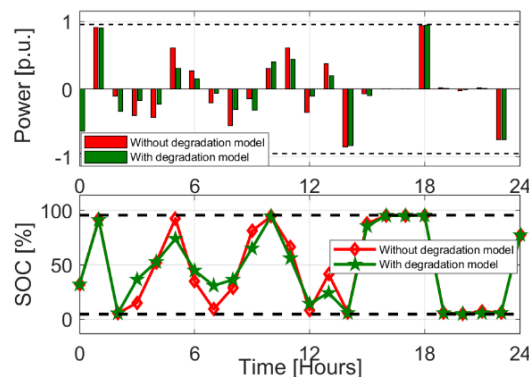 Power [p.u.]
1
0
-1
Without degradation model
With degradation model
0
6
12
18
24
SOC [%]
100
50
0
Without degradation model
With degradation model
0
6
12
18
24
Time [Hours]